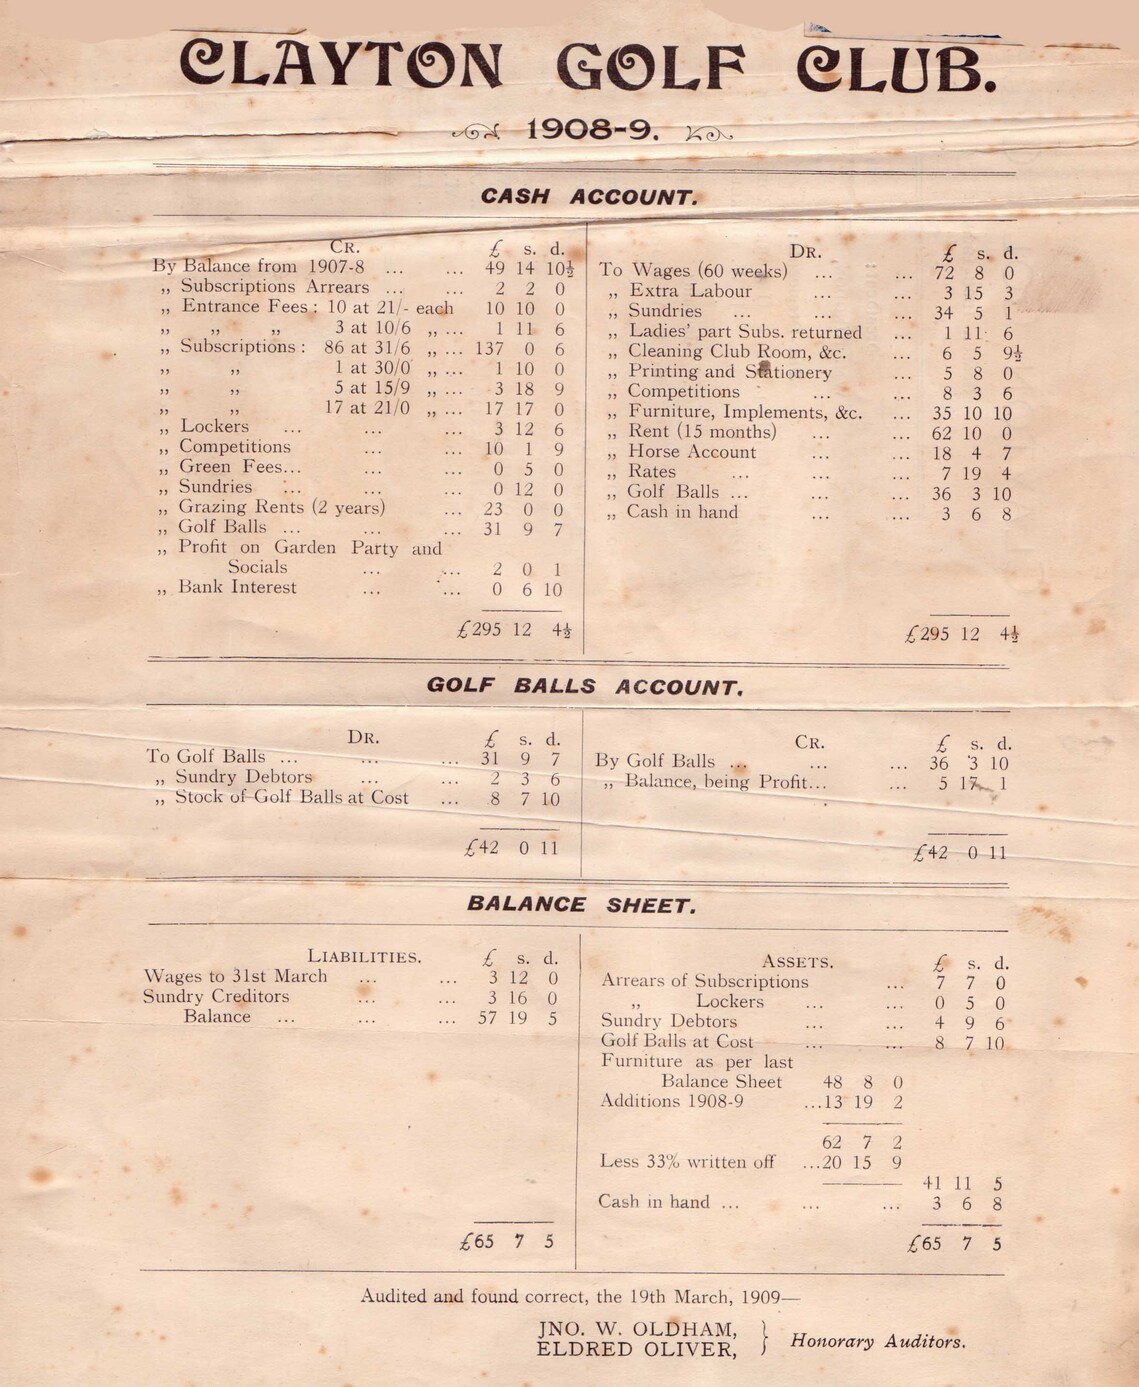 CLAYTON GOLF CLUB.
1908-9.
CASH ACCOUNT.
CR. £ s. d.
By Balance from 1907-8 ... ... 49 14 10½
„ Subscriptions Arrears ... ... 2 2 0
„ Entrance Fees: 10 at 21/- each 10 10 0
„ „ „ 3 at 10/6 „ ... 1 11 6
„ Subscriptions: 86 at 31/6 „ ... 137 0 6
„ „ 1 at 30/0 „ ... 1 10 0
„ „ 5 at 15/9 „ ... 3 18 9
„ „ 17 at 21/0 „ ... 17 17 0
„ Lockers ... ... ... 3 12 6
„ Competitions ... ... 10 1 9
„ Green Fees... ... ... 0 5 0
„ Sundries ... ... ... 0 12 0
„ Grazing Rents (2 years) ... 23 0 0
„ Golf Balls ... ... ... 31 9 7
„ Profit on Garden Party and
Socials ... ... 2 0 1
„ Bank Interest ... ... 0 6 10
£295 12 4½
DR. £ s. d.
To Wages (60 weeks) ... ... 72 8 0
„ Extra Labour ... ... 3 15 3
„ Sundries ... ... ... 34 5 1
„ Ladies' part Subs. returned ... 1 11 6
„ Cleaning Club Room, &c. ... 6 5 9½
„ Printing and Stationery ... 5 8 0
„ Competitions ... ... 8 3 6
„ Furniture, Implements, &c. ... 35 10 10
„ Rent (15 months) ... ... 62 10 0
„ Horse Account ... ... 18 4 7
„ Rates ... ... ... 7 19 4
„ Golf Balls ... ... ... 36 3 10
„ Cash in hand ... ... 3 6 8
£295 12 4½
GOLF BALLS ACCOUNT.
DR. £ s. d.
To Golf Balls ... ... ... 31 9 7
„ Sundry Debtors ... ... 2 3 6
„ Stock of Golf Balls at Cost ... 8 7 10
£42 0 11
CR. £ s. d.
By Golf Balls ... ... ... 36 3 10
„ Balance, being Profit... ... 5 17 1
£42 0 11
BALANCE SHEET.
LIABILITIES. £ s. d.
Wages to 31st March ... ... 3 12 0
Sundry Creditors ... ... 3 16 0
Balance ... ... ... 57 19 5
£65 7 5
ASSETS. £ s. d.
Arrears of Subscriptions ... 7 7 0
„ Lockers ... ... 0 5 0
Sundry Debtors ... ... 4 9 6
Golf Balls at Cost ... ... 8 7 10
Furniture as per last
Balance Sheet 48 8 0
Additions 1908-9 ...13 19 2
62 7 2
Less 33% written off ...20 15 9
41 11 5
Cash in hand ... ... ... 3 6 8
£65 7 5
Audited and found correct, the 19th March, 1909—
JNO. W. OLDHAM,
ELDRED OLIVER,
} Honorary Auditors.